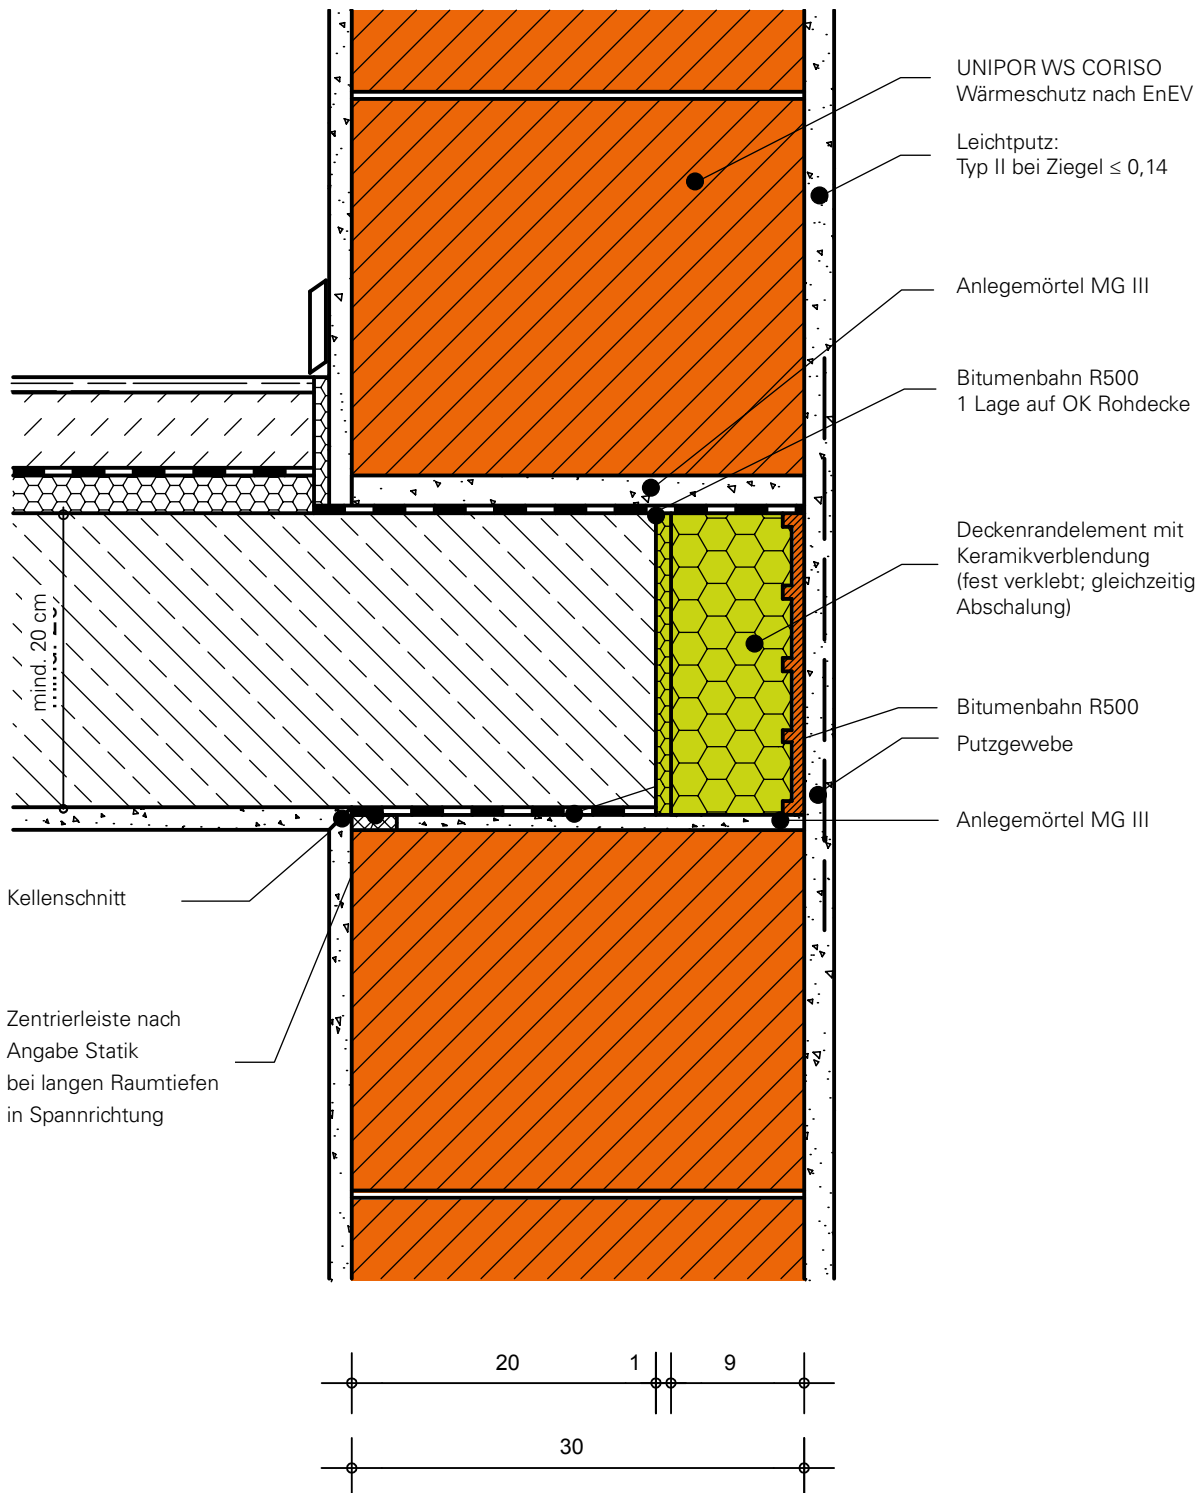 UNIPOR WS CORISO
Wärmeschutz nach EnEV
Leichtputz:
Typ II bei Ziegel ≤ 0,14
Anlegemörtel MG III
Bitumenbahn R500
1 Lage auf OK Rohdecke
Deckenrandelement mit
Keramikverblendung
(fest verklebt; gleichzeitig
Abschalung)
mind. 20 cm
Bitumenbahn R500
Putzgewebe
Anlegemörtel MG III
Kellenschnitt
Zentrierleiste nach
Angabe Statik
bei langen Raumtiefen
in Spannrichtung
20 1 9
30